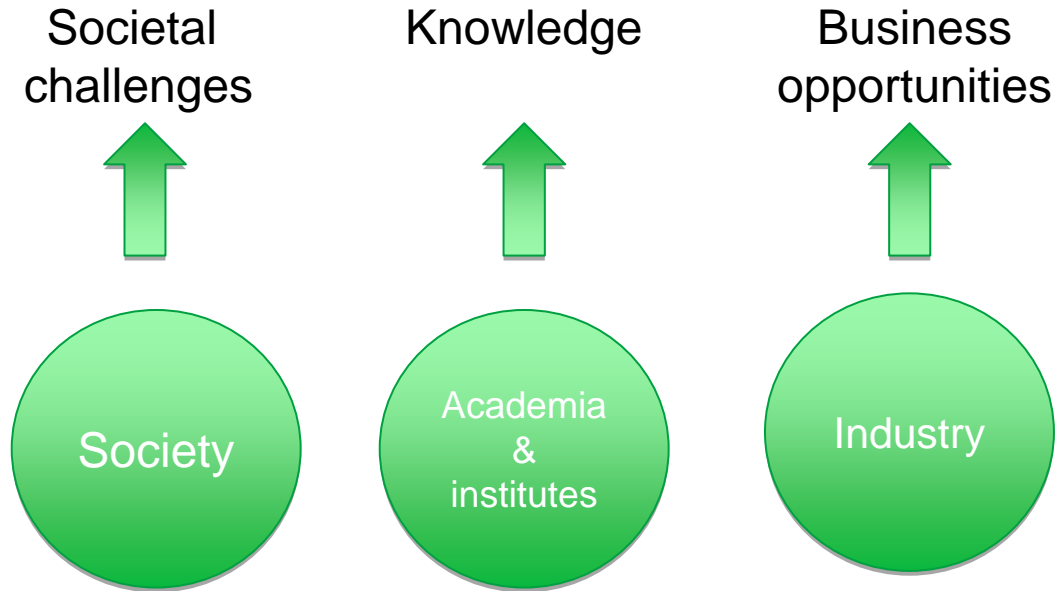 Societal
challenges
Knowledge
Business
opportunities
Society
Academia
&
institutes
Industry